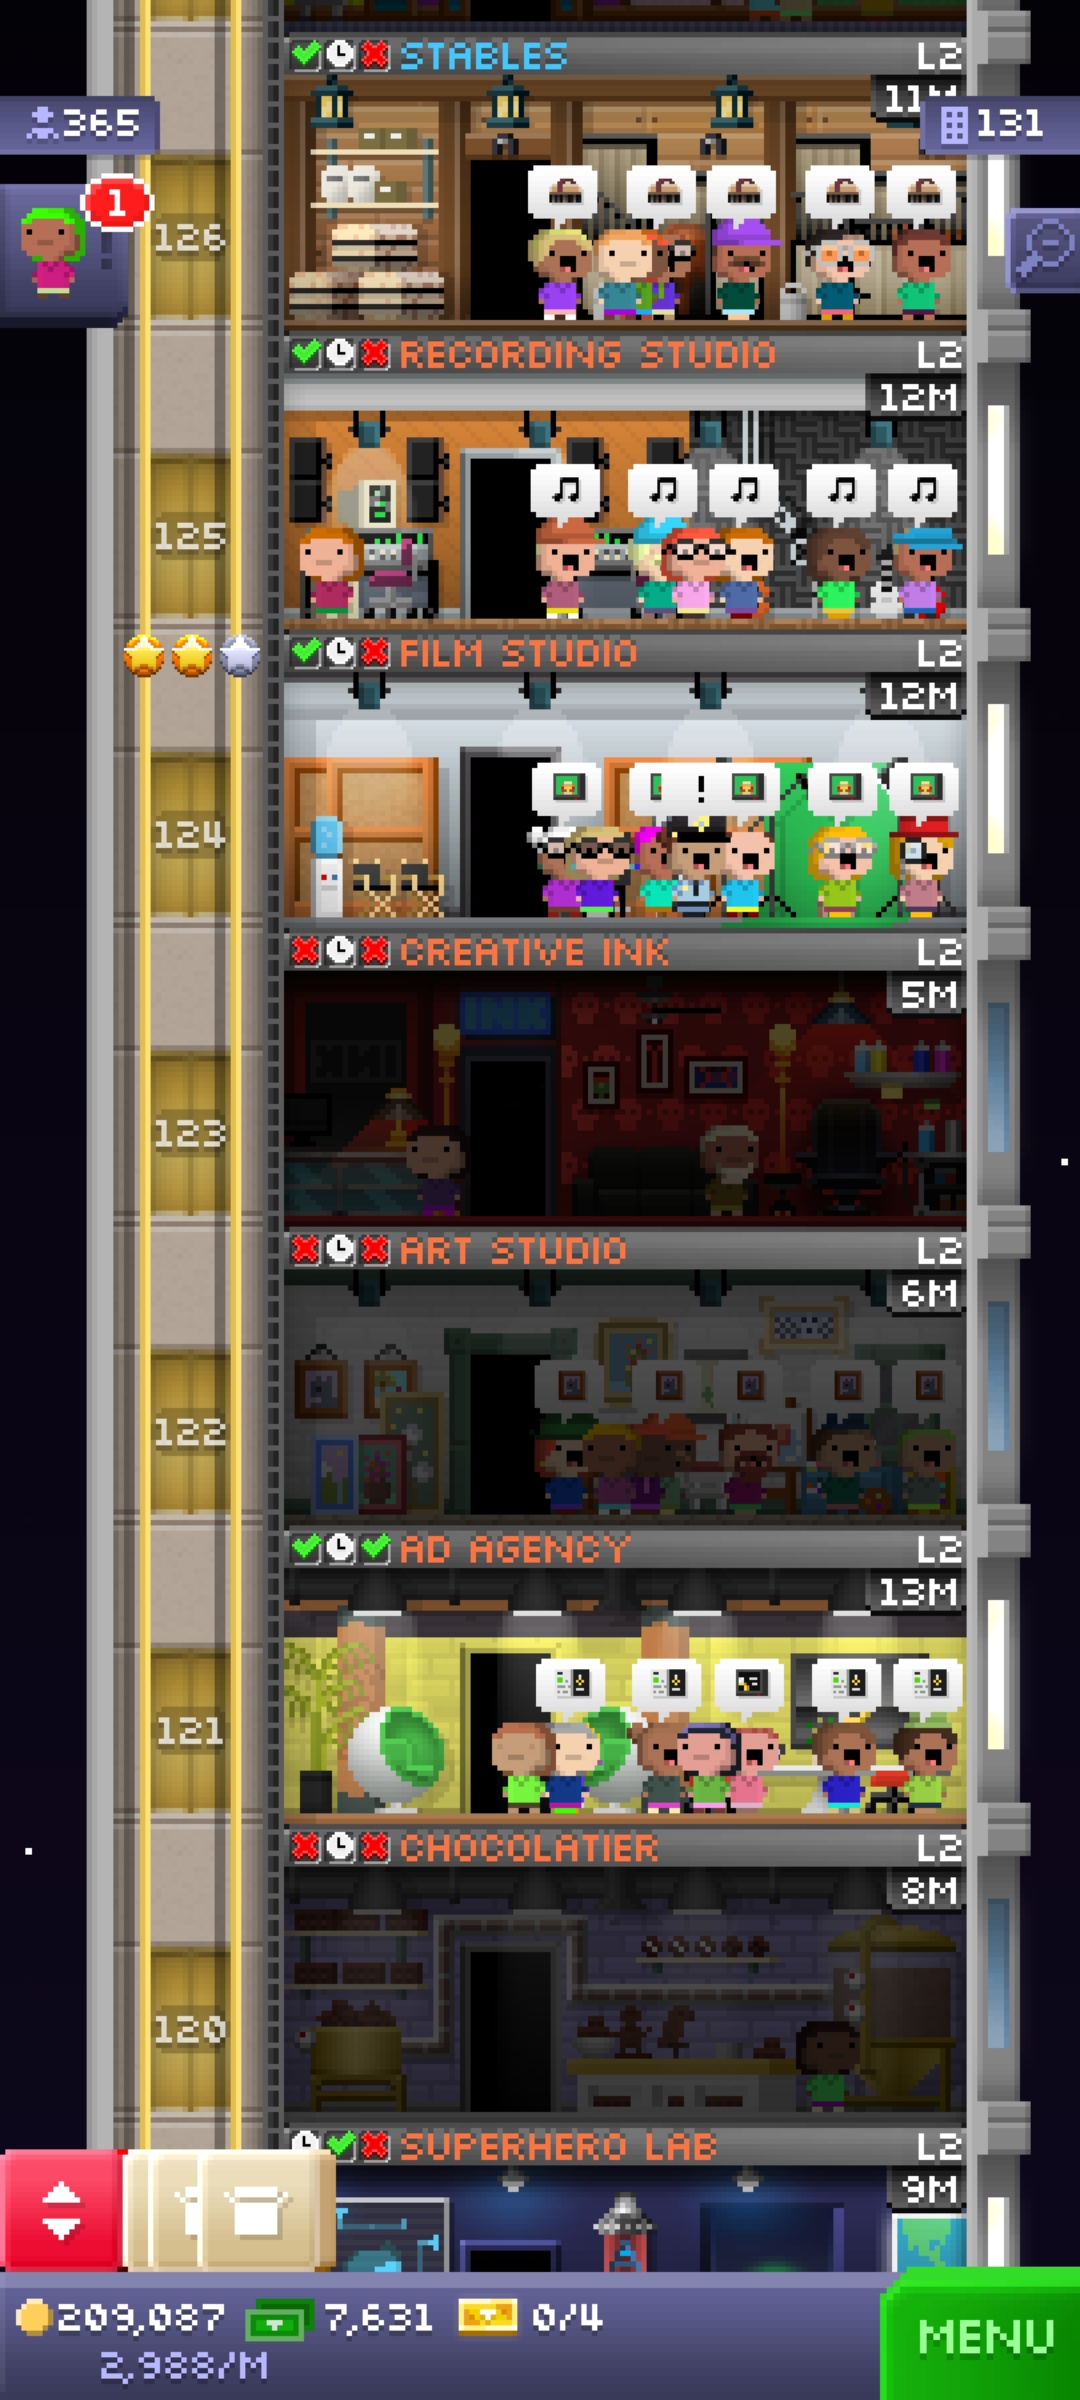 STABLES L2
11M
365
131
1
126
RECORDING STUDIO L2
12M
125
FILM STUDIO L2
12M
!
124
CREATIVE INK L2
5M
INK
123
ART STUDIO L2
6M
122
AD AGENCY L2
13M
121
CHOCOLATIER L2
8M
120
SUPERHERO LAB L2
9M
209,087 7,631 0/4
2,988/M
MENU